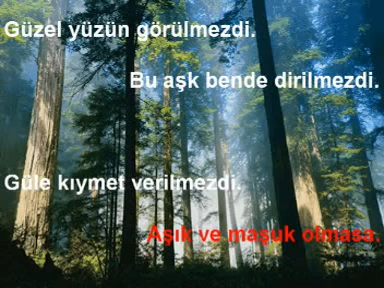 Güzel yüzün görülmezdi.
Bu aşk bende dirilmezdi.
Güle kıymet verilmezdi.
Aşık ve maşuk olmasa.